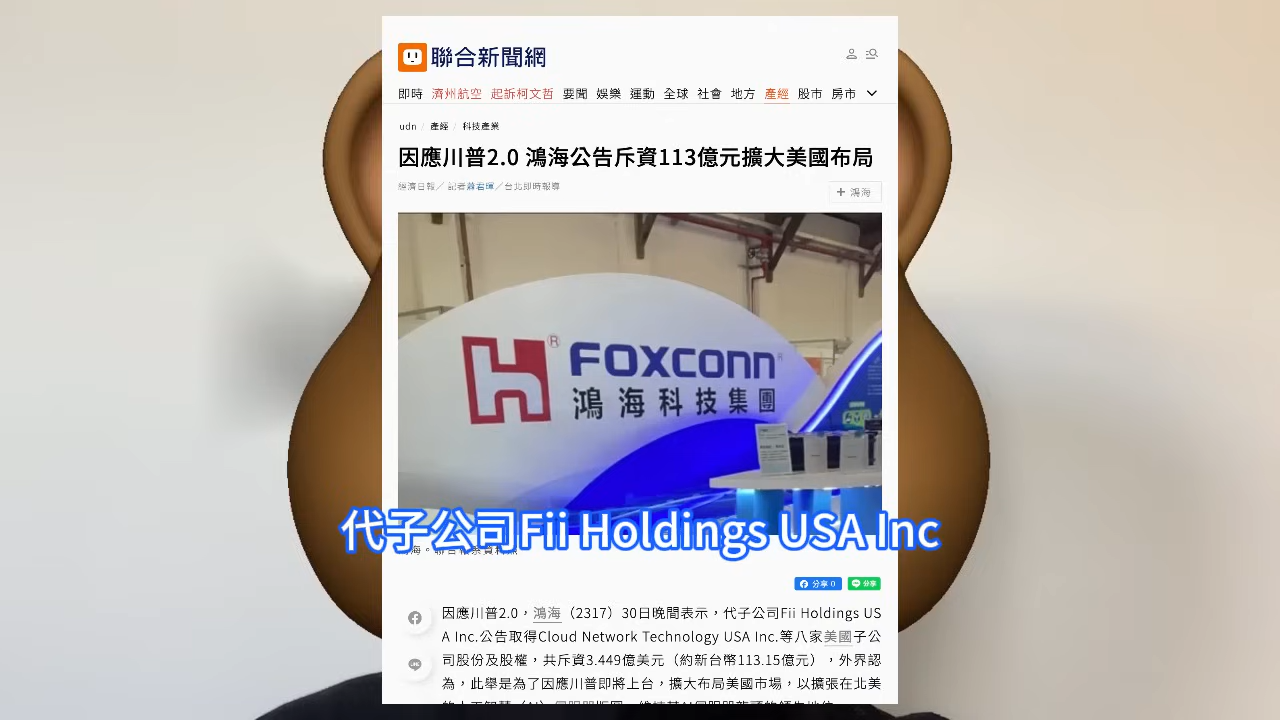 聯合新聞網
即時 濟州航空 起訴柯文哲 要聞 娛樂 運動 全球 社會 地方 產經 股市 房市
udn / 產經 / 科技產業
因應川普2.0 鴻海公告斥資113億元擴大美國布局
經濟日報／ 記者蕭君暉／台北即時報導
+ 鴻海
FOXCONN
鴻海科技集團
代子公司Fii Holdings USA Inc
分享 0
分享
因應川普2.0，鴻海（2317）30日晚間表示，代子公司Fii Holdings US
A Inc.公告取得Cloud Network Technology USA Inc.等八家美國子公
司股份及股權，共斥資3.449億美元（約新台幣113.15億元），外界認
為，此舉是為了因應川普即將上台，擴大布局美國市場，以擴張在北美